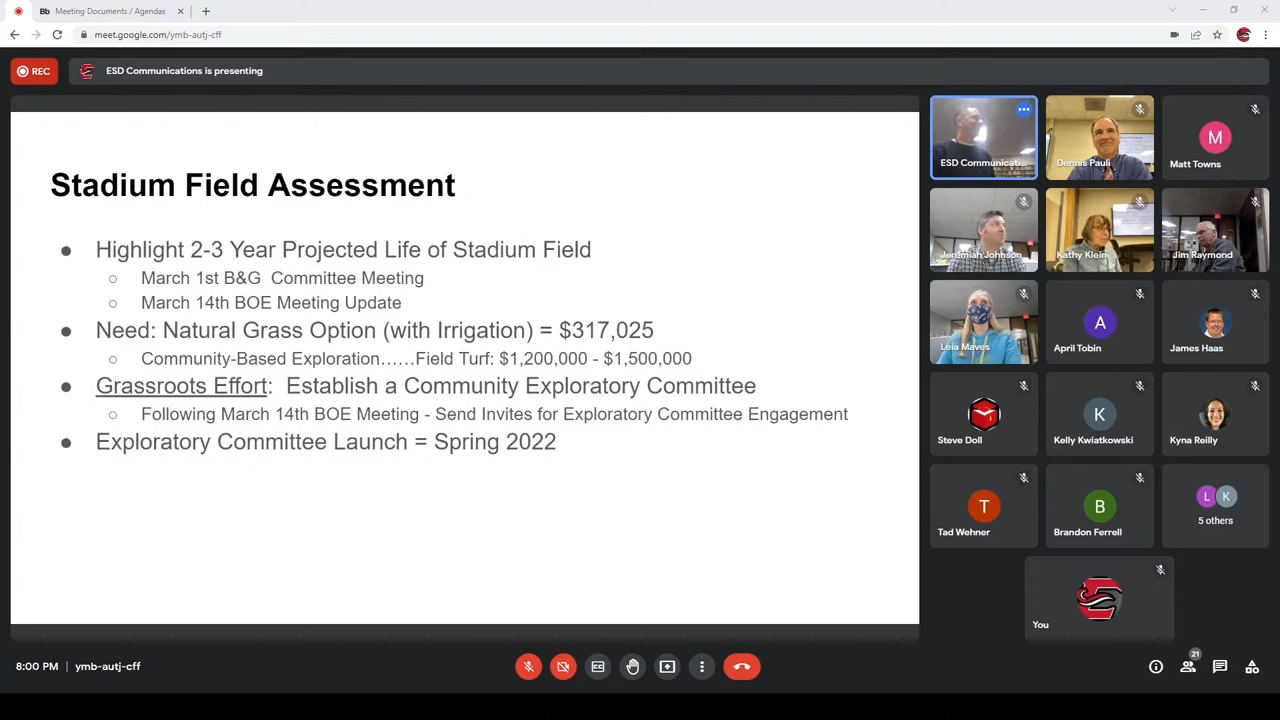 Bb Meeting Documents / Agendas
meet.google.com/ymb-autj-cff
REC
ESD Communications is presenting
Stadium Field Assessment
● Highlight 2-3 Year Projected Life of Stadium Field
○ March 1st B&G Committee Meeting
○ March 14th BOE Meeting Update
● Need: Natural Grass Option (with Irrigation) = $317,025
○ Community-Based Exploration……Field Turf: $1,200,000 - $1,500,000
● Grassroots Effort: Establish a Community Exploratory Committee
○ Following March 14th BOE Meeting - Send Invites for Exploratory Committee Engagement
● Exploratory Committee Launch = Spring 2022
ESD Communicati...
Dennis Pauli
M
Matt Towns
Jeremiah Johnson
Kathy Klein
Jim Raymond
Leia Maves
A
April Tobin
James Haas
Steve Doll
K
Kelly Kwiatkowski
Kyna Reilly
T
Tad Wehner
B
Brandon Ferrell
L K
5 others
You
8:00 PM | ymb-autj-cff
21